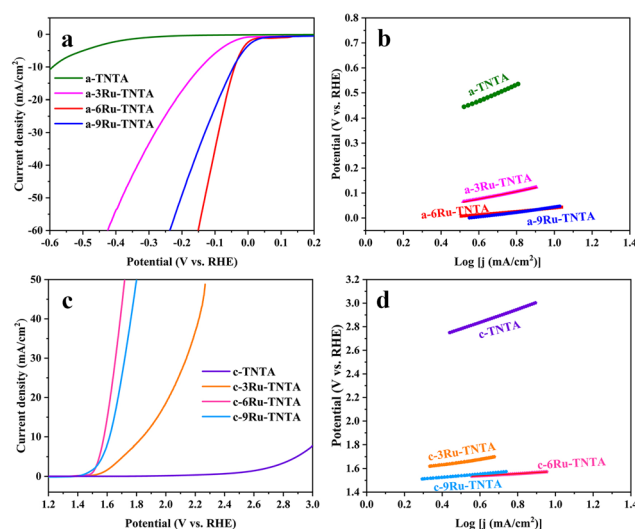 a
a-TNTA
a-3Ru-TNTA
a-6Ru-TNTA
a-9Ru-TNTA
Current density (mA/cm²)
0
-10
-20
-30
-40
-50
-60
-0.6 -0.5 -0.4 -0.3 -0.2 -0.1 0.0 0.1 0.2
Potential (V vs. RHE)
b
a-TNTA
a-3Ru-TNTA
a-6Ru-TNTA
a-9Ru-TNTA
Potential (V vs. RHE)
0.8
0.7
0.6
0.5
0.4
0.3
0.2
0.1
0.0
0.0 0.2 0.4 0.6 0.8 1.0 1.2 1.4
Log [j (mA/cm²)]
c
c-TNTA
c-3Ru-TNTA
c-6Ru-TNTA
c-9Ru-TNTA
Current density (mA/cm²)
50
40
30
20
10
0
1.2 1.4 1.6 1.8 2.0 2.2 2.4 2.6 2.8 3.0
Potential (V vs. RHE)
d
c-TNTA
c-3Ru-TNTA
c-6Ru-TNTA
c-9Ru-TNTA
Potential (V vs. RHE)
3.2
3.0
2.8
2.6
2.4
2.2
2.0
1.8
1.6
1.4
0.0 0.2 0.4 0.6 0.8 1.0 1.2 1.4
Log [j (mA/cm²)]